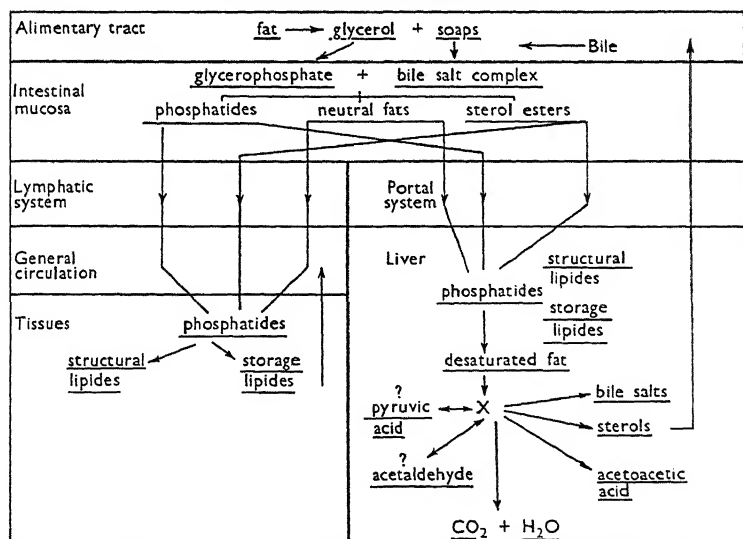 Alimentary tract
fat glycerol + soaps
Bile
Intestinal mucosa
glycerophosphate + bile salt complex
phosphatides neutral fats sterol esters
Lymphatic system
Portal system
General circulation
Liver
structural lipides
phosphatides
storage lipides
Tissues
phosphatides
structural lipides
storage lipides
desaturated fat
? pyruvic acid
X
bile salts
sterols
? acetaldehyde
acetoacetic acid
CO₂ + H₂O